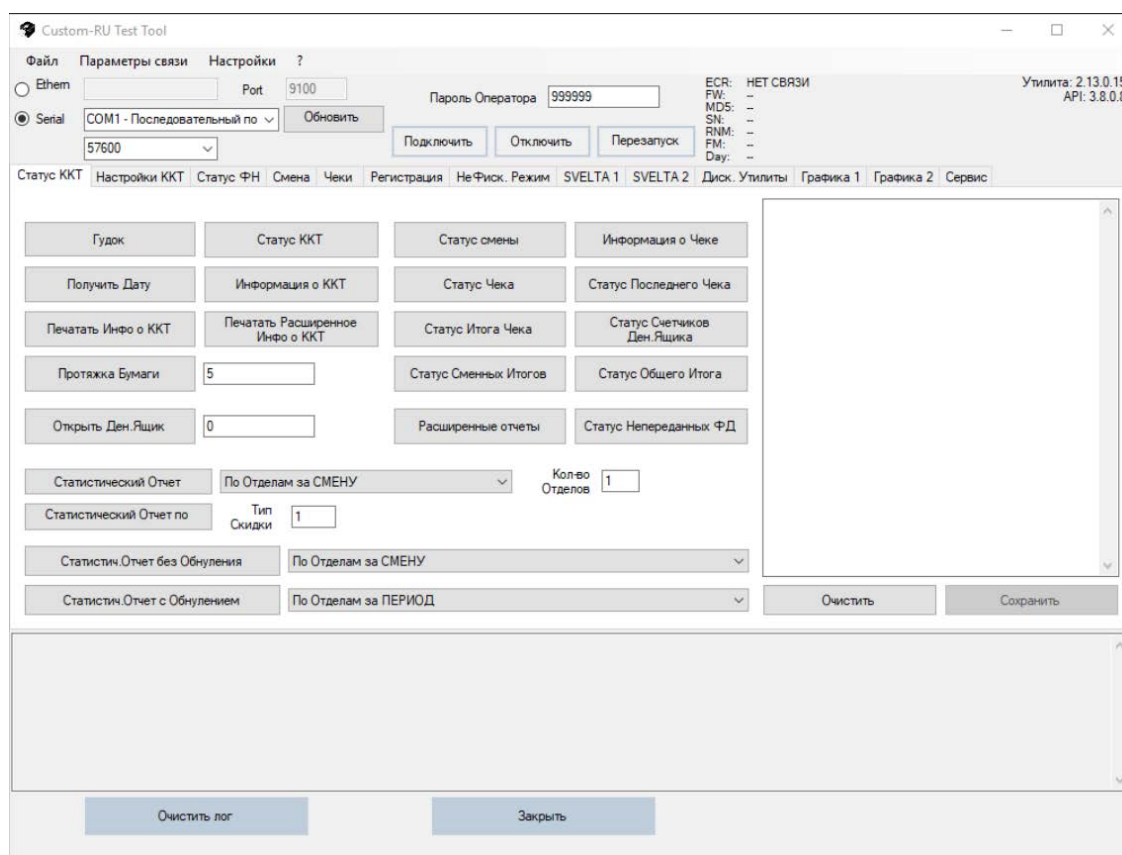 Custom-RU Test Tool
Файл Параметры связи Настройки ?
Ethern Port 9100
Serial COM1 - Последовательный по Обновить
57600
Пароль Оператора 999999
Подключить Отключить Перезапуск
ECR: НЕТ СВЯЗИ
FW: --
MD5: --
SN: --
RNM: --
FM: --
Day: --
Утилита: 2.13.0.15
API: 3.8.0.8
Статус ККТ Настройки ККТ Статус ФН Смена Чеки Регистрация НеФиск. Режим SVELTA 1 SVELTA 2 Диск. Утилиты Графика 1 Графика 2 Сервис
Гудок Статус ККТ Статус смены Информация о Чеке
Получить Дату Информация о ККТ Статус Чека Статус Последнего Чека
Печатать Инфо о ККТ Печатать Расширенное Инфо о ККТ Статус Итога Чека Статус Счетчиков Ден.Ящика
Протяжка Бумаги 5 Статус Сменных Итогов Статус Общего Итога
Открыть Ден.Ящик 0 Расширенные отчеты Статус Непереданных ФД
Статистический Отчет По Отделам за СМЕНУ Кол-во Отделов 1
Статистический Отчет по Тип Скидки 1
Статистич.Отчет без Обнуления По Отделам за СМЕНУ
Статистич.Отчет с Обнулением По Отделам за ПЕРИОД Очистить Сохранить
Очистить лог Закрыть